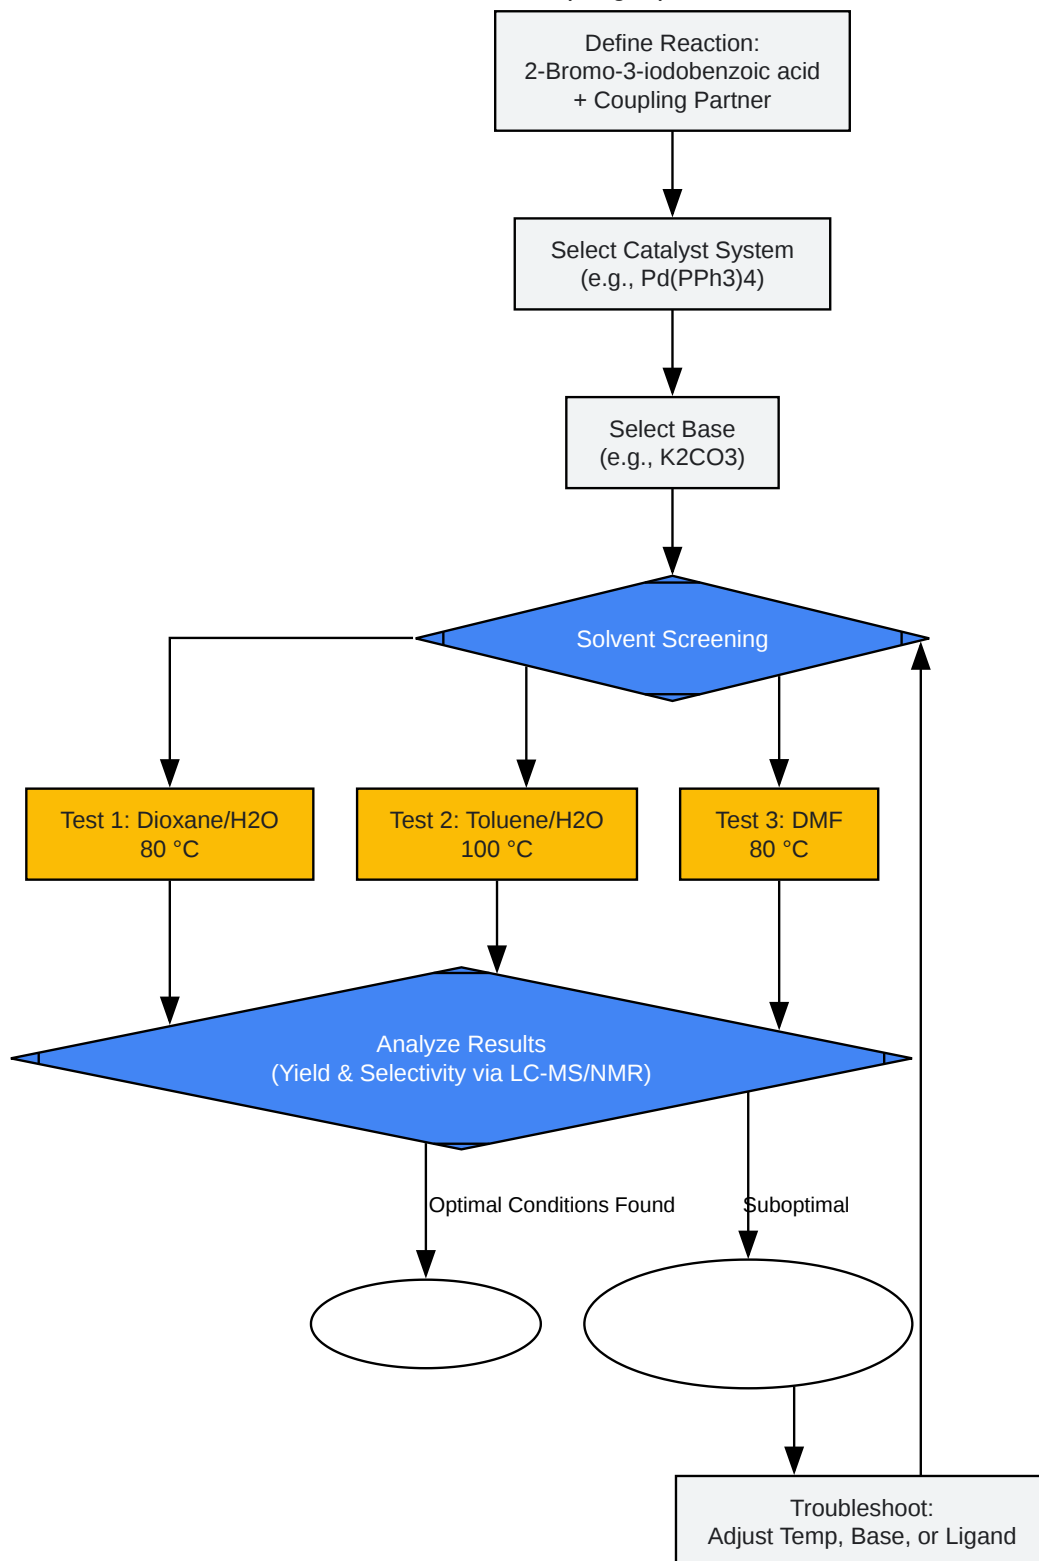 Define Reaction:
2-Bromo-3-iodobenzoic acid
+ Coupling Partner
Select Catalyst System
(e.g., Pd(PPh3)4)
Select Base
(e.g., K2CO3)
Solvent Screening
Test 1: Dioxane/H2O
80 °C
Test 2: Toluene/H2O
100 °C
Test 3: DMF
80 °C
Analyze Results
(Yield & Selectivity via LC-MS/NMR)
Optimal Conditions Found
Suboptimal
Troubleshoot:
Adjust Temp, Base, or Ligand